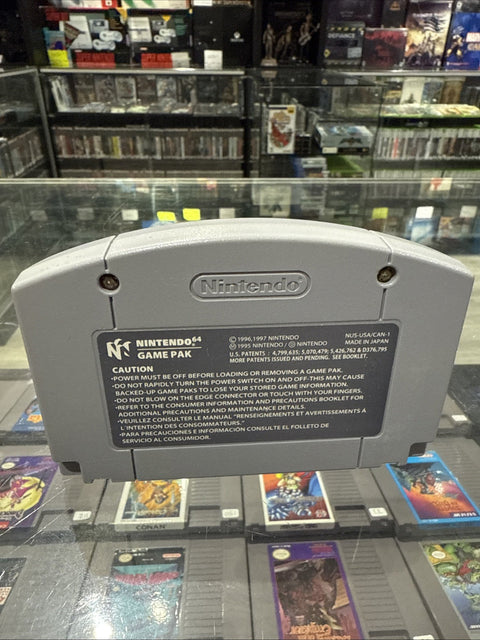 Nintendo
NINTENDO 64
GAME PAK
© 1996,1997 NINTENDO
Ⓜ 1995 NINTENDO / Ⓢ NINTENDO
NUS-USA/CAN-1
MADE IN JAPAN
U.S. PATENTS : 4,799,635; 5,070,479; 5,426,762 & D376,795
MORE PATENTS ISSUED AND PENDING. SEE BOOKLET.
CAUTION
•POWER MUST BE OFF BEFORE LOADING OR REMOVING A GAME PAK.
•DO NOT RAPIDLY TURN THE POWER SWITCH ON AND OFF-THIS MAY CAUSE
BACKED-UP GAME PAKS TO LOSE YOUR STORED GAME INFORMATION.
•DO NOT BLOW ON THE EDGE CONNECTOR OR TOUCH WITH YOUR FINGERS.
•REFER TO THE CONSUMER INFORMATION AND PRECAUTIONS BOOKLET FOR
ADDITIONAL PRECAUTIONS AND MAINTENANCE DETAILS.
•VEUILLEZ CONSULTER LE MANUAL "RENSEIGNEMENTS ET AVERTISSEMENTS À
L'INTENTION DES CONSOMMATEURS."
•PARA PRECAUCIONES E INFORMACIÓN CONSULTE EL FOLLETO DE
SERVICIO AL CONSUMIDOR.
CONAN